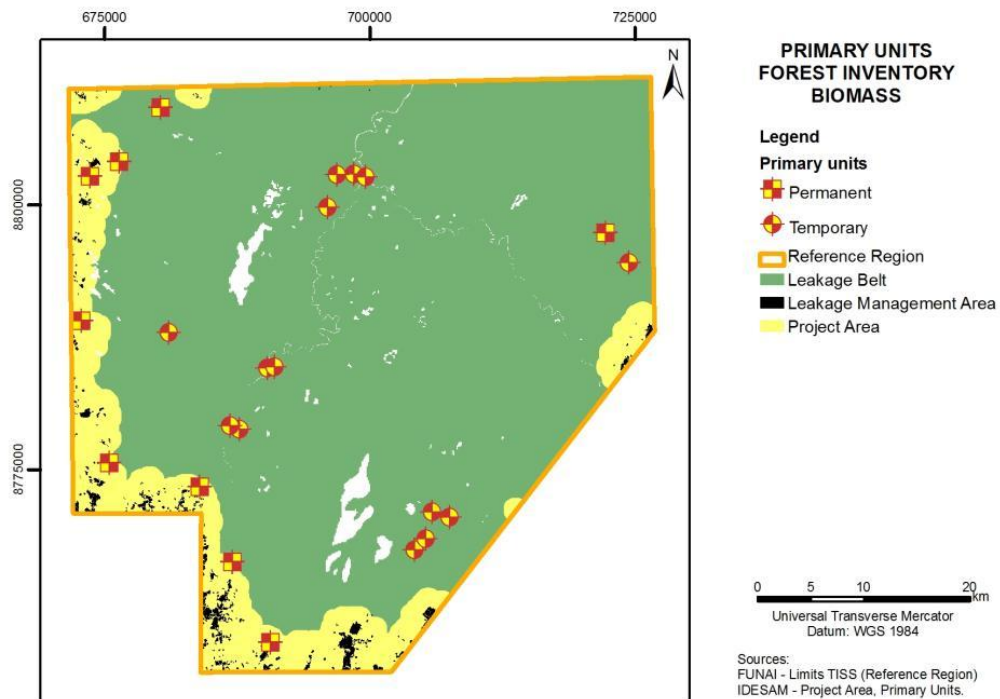 675000
700000
725000
N
8800000
8775000
PRIMARY UNITS
FOREST INVENTORY
BIOMASS
Legend
Primary units
Permanent
Temporary
Reference Region
Leakage Belt
Leakage Management Area
Project Area
0 5 10 20
km
Universal Transverse Mercator
Datum: WGS 1984
Sources:
FUNAI - Limits TISS (Reference Region)
IDESAM - Project Area, Primary Units.